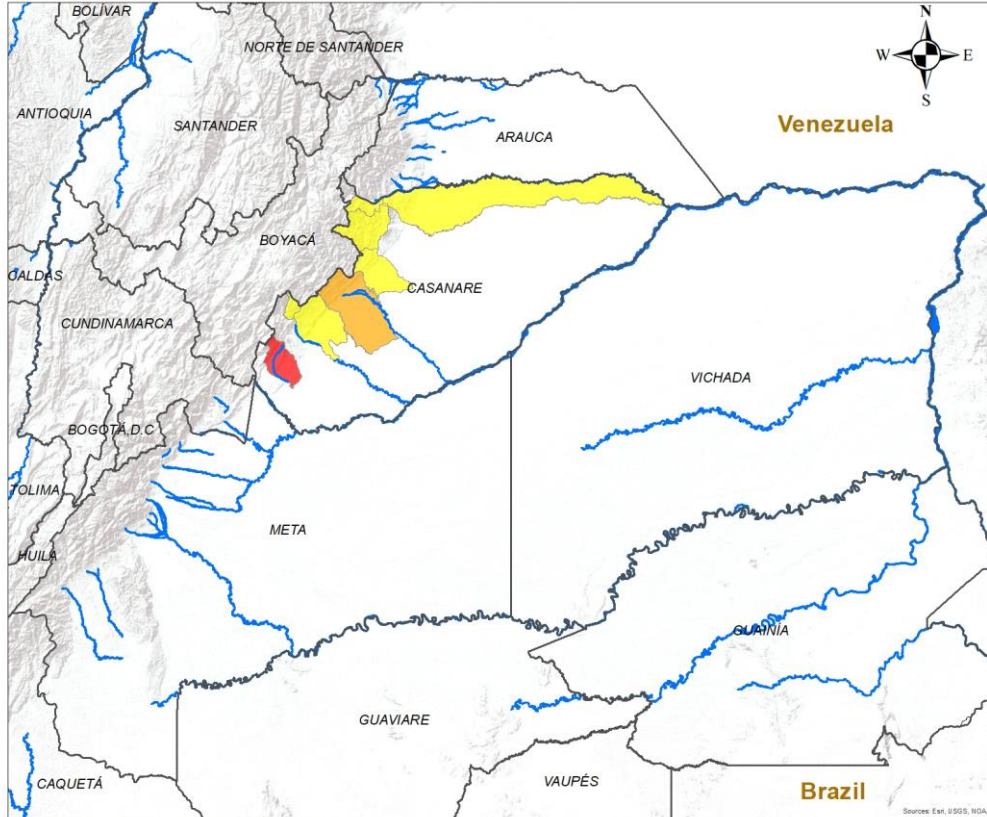 BOLÍVAR
NORTE DE SANTANDER
N
W E
S
ANTIOQUIA
SANTANDER
ARAUCA
Venezuela
BOYACÁ
CALDAS
CASANARE
CUNDINAMARCA
VICHADA
BOGOTÁ.D.C
TOLIMA
META
HUILA
GUAINÍA
GUAVIARE
CAQUETÁ
VAUPÉS
Brazil
Sources: Esri, USGS, NOAA